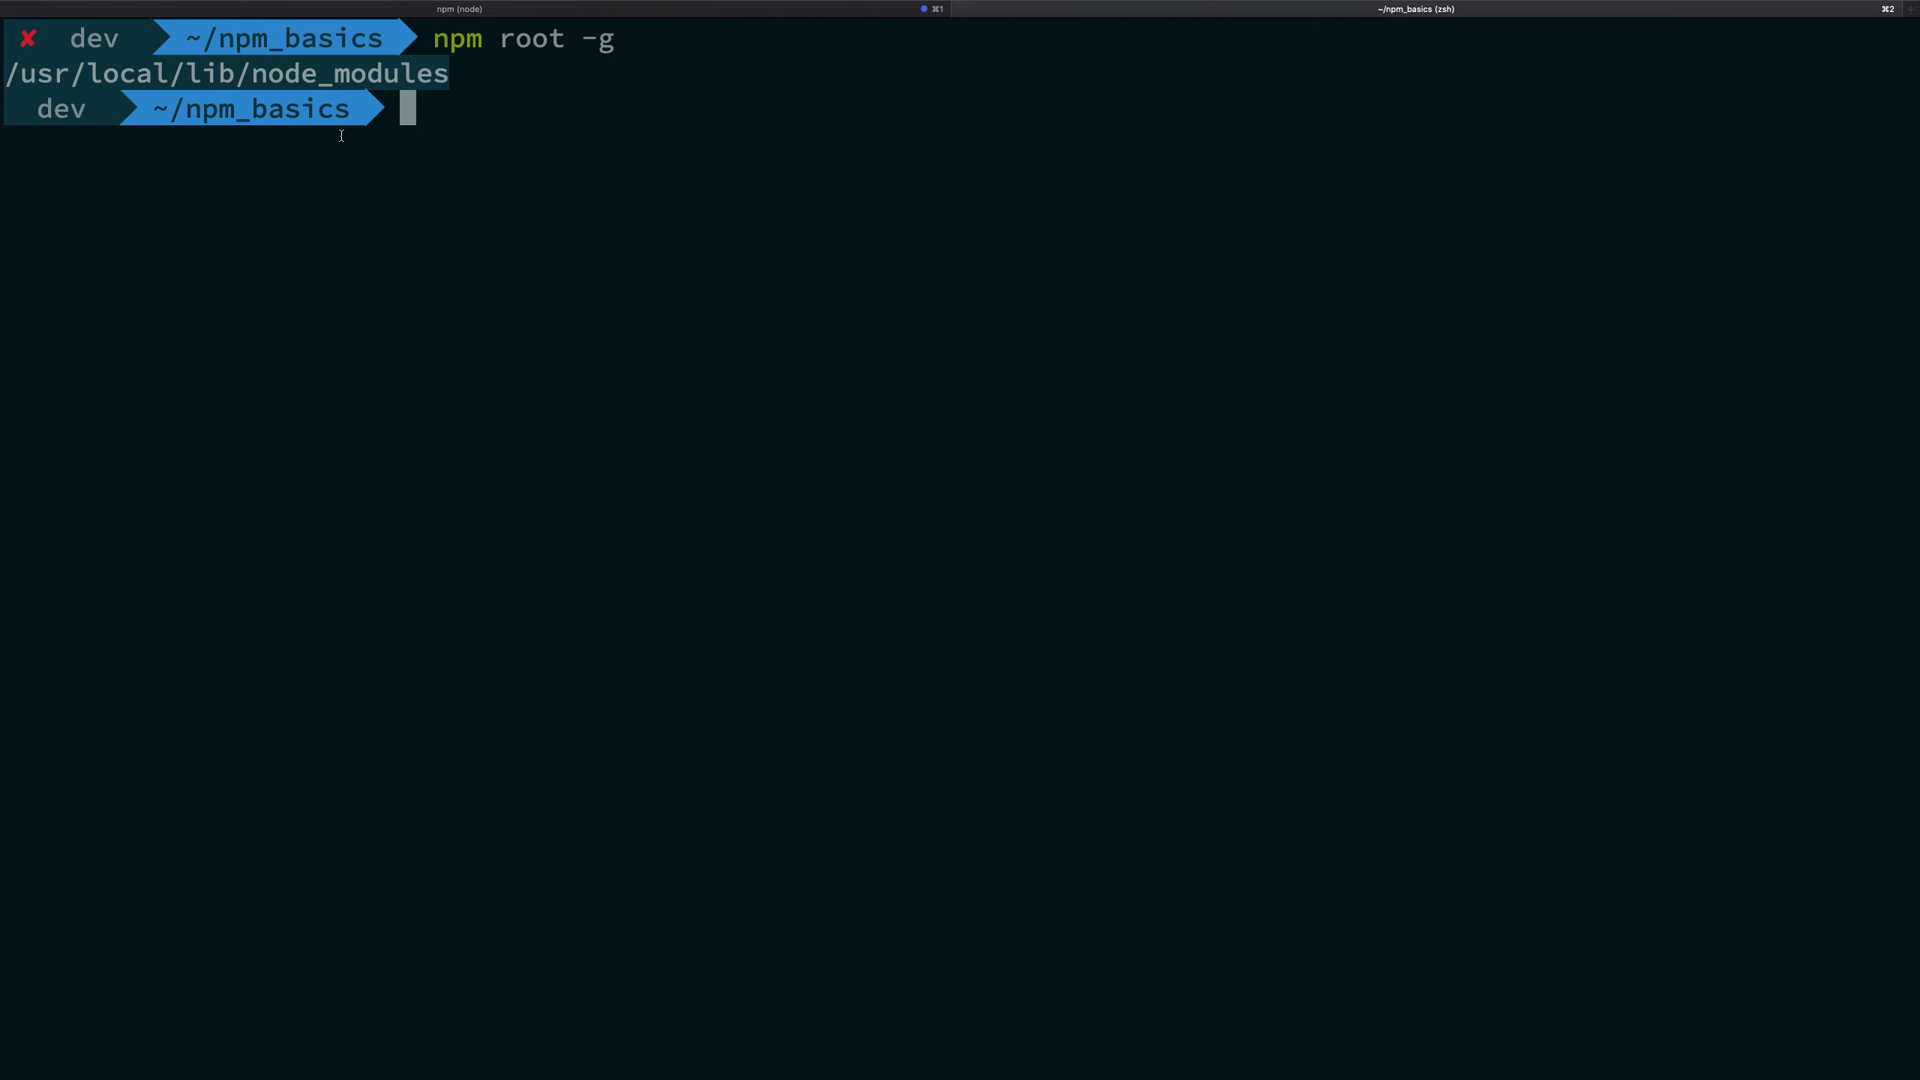 npm (node) ⌘1 ~/npm_basics (zsh) ⌘2 +
✘ dev ~/npm_basics npm root -g
/usr/local/lib/node_modules
dev ~/npm_basics